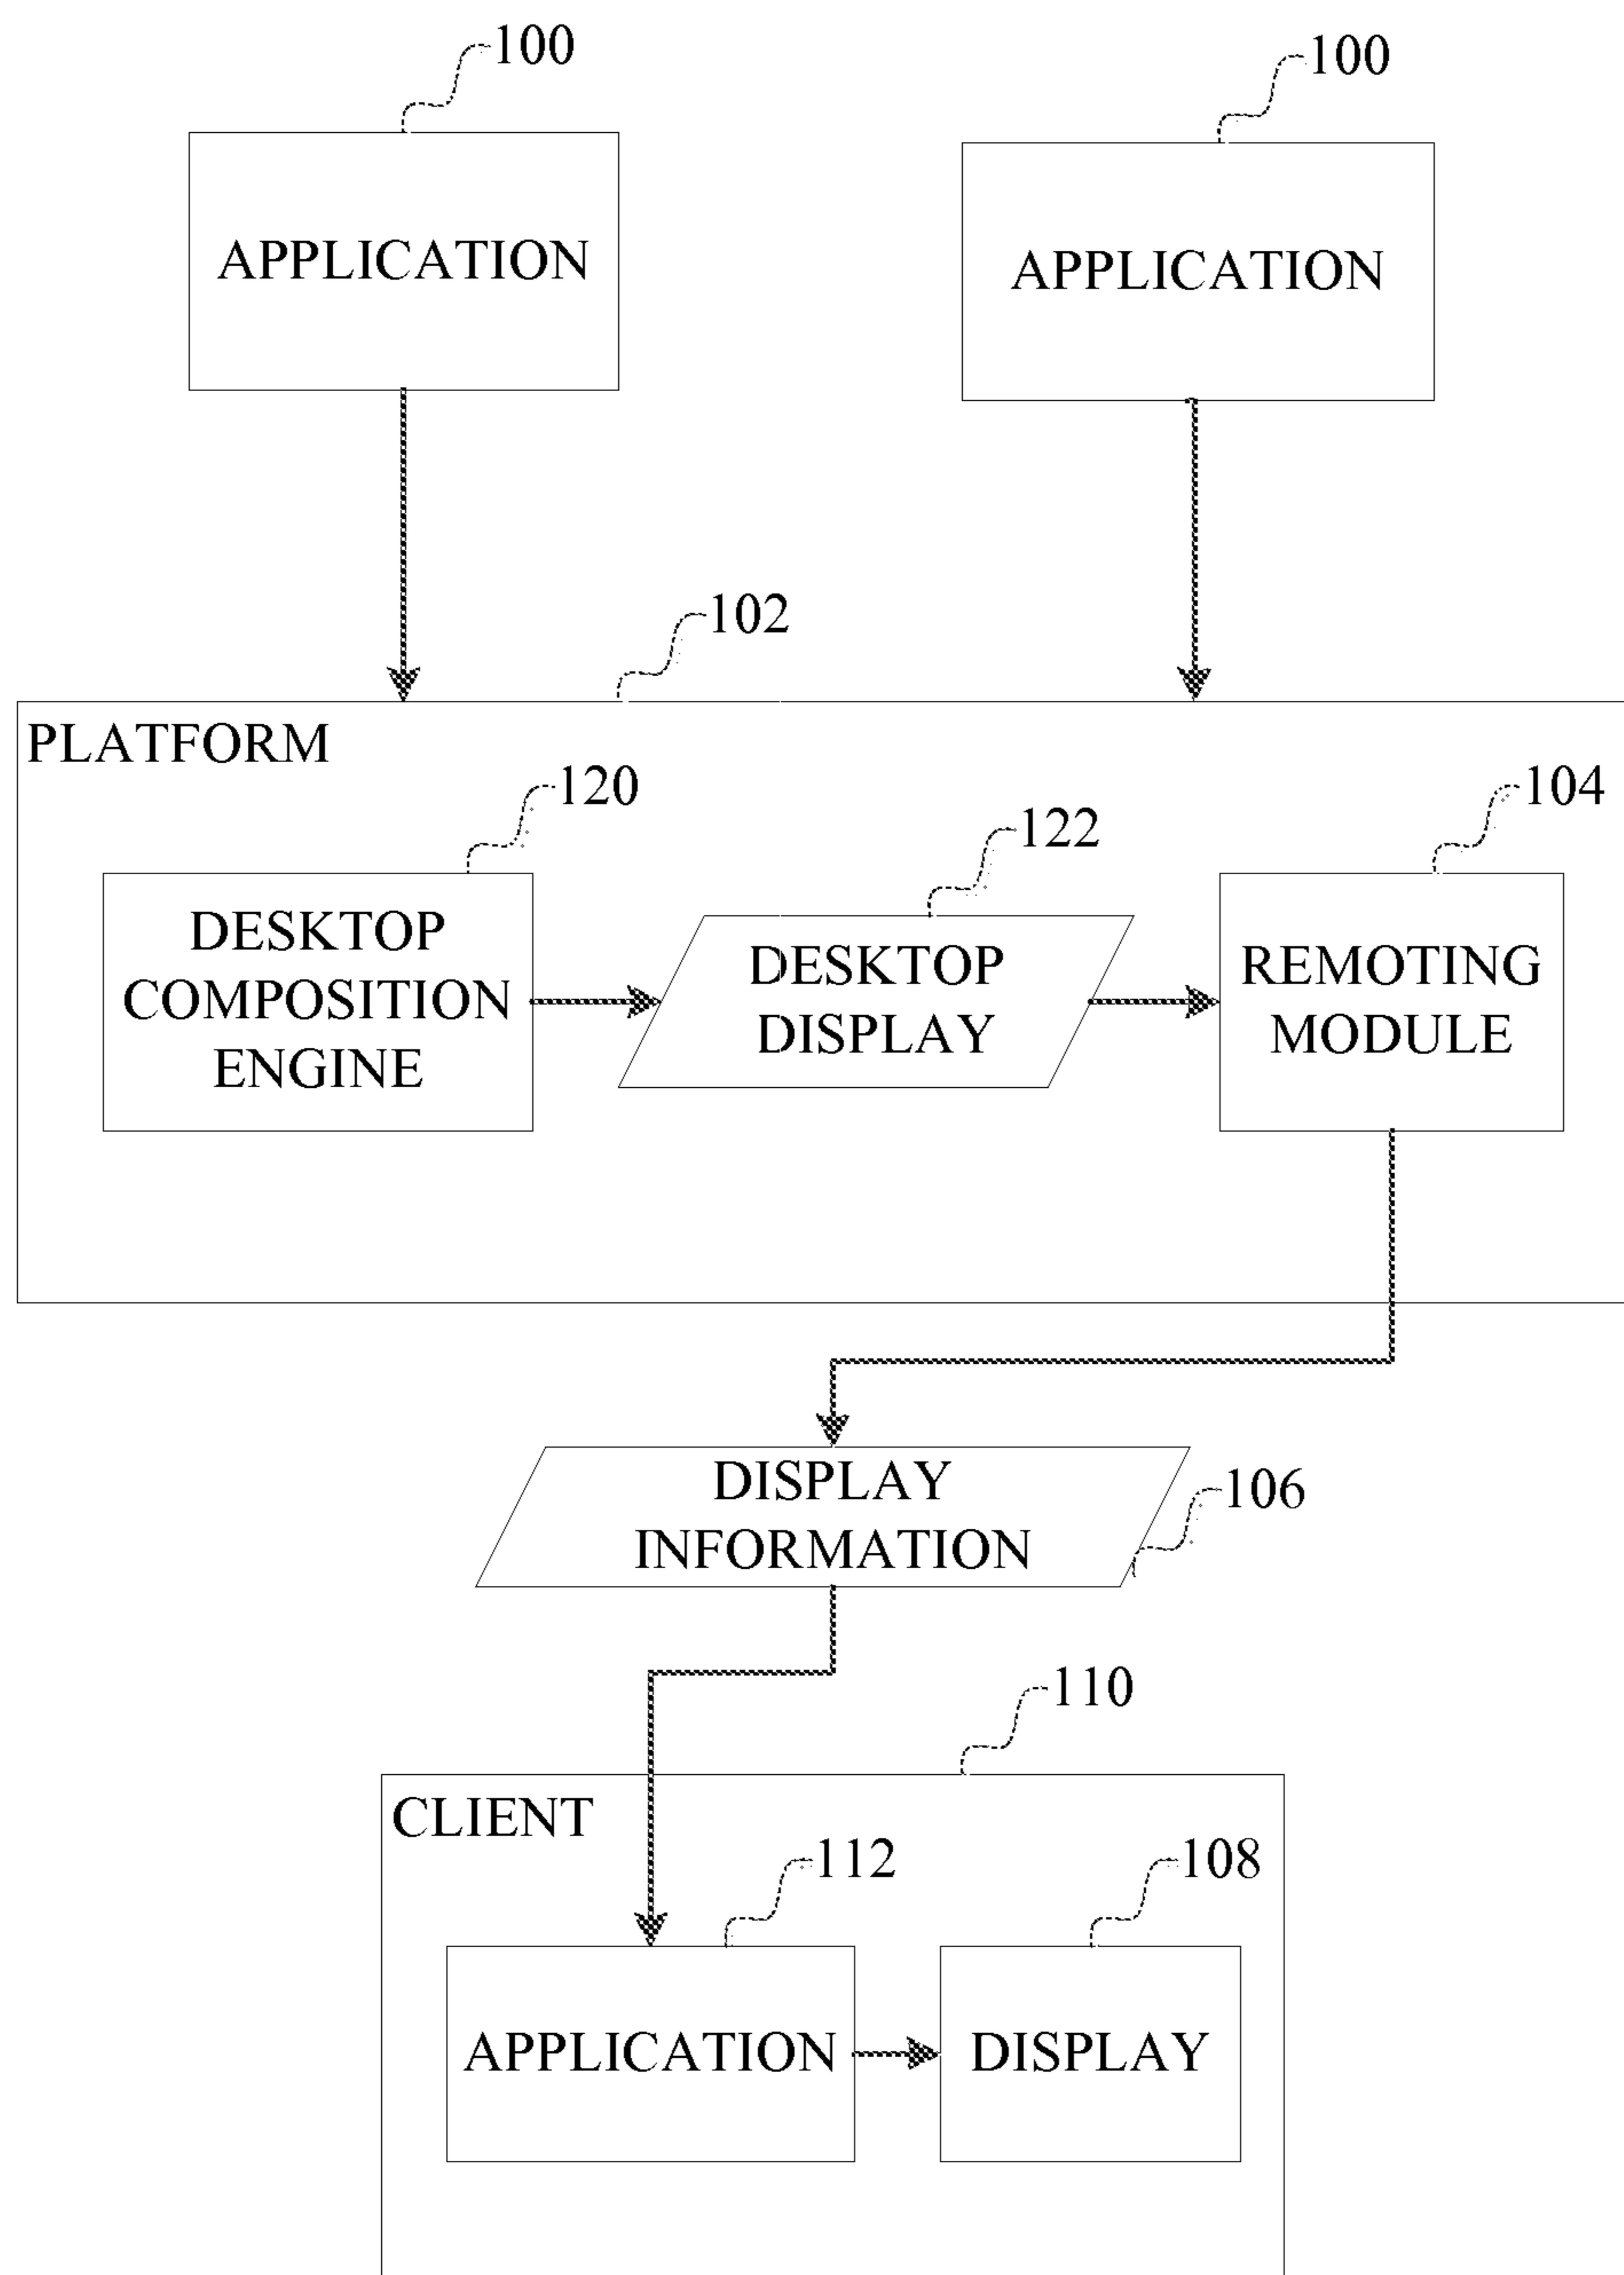 100
100
APPLICATION
APPLICATION
102
PLATFORM
120
122
104
DESKTOP
COMPOSITION
ENGINE
DESKTOP
DISPLAY
REMOTING
MODULE
DISPLAY
INFORMATION
106
110
CLIENT
112
108
APPLICATION
DISPLAY